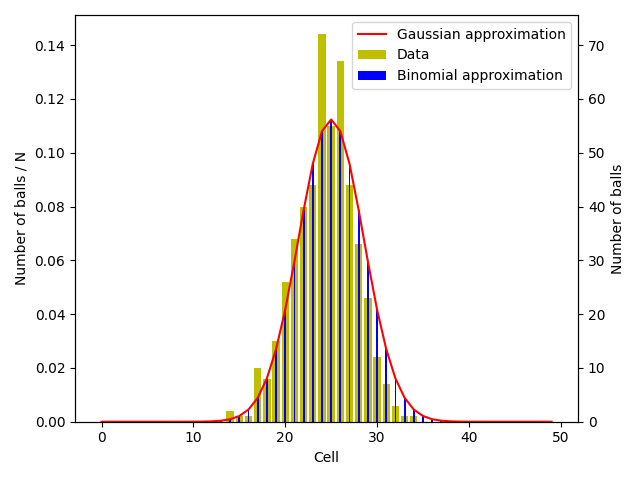 Gaussian approximation
Data
Binomial approximation
Number of balls / N
0.14
0.12
0.10
0.08
0.06
0.04
0.02
0.00
70
60
50
40
30
20
10
0
Number of balls
0 10 20 30 40 50
Cell